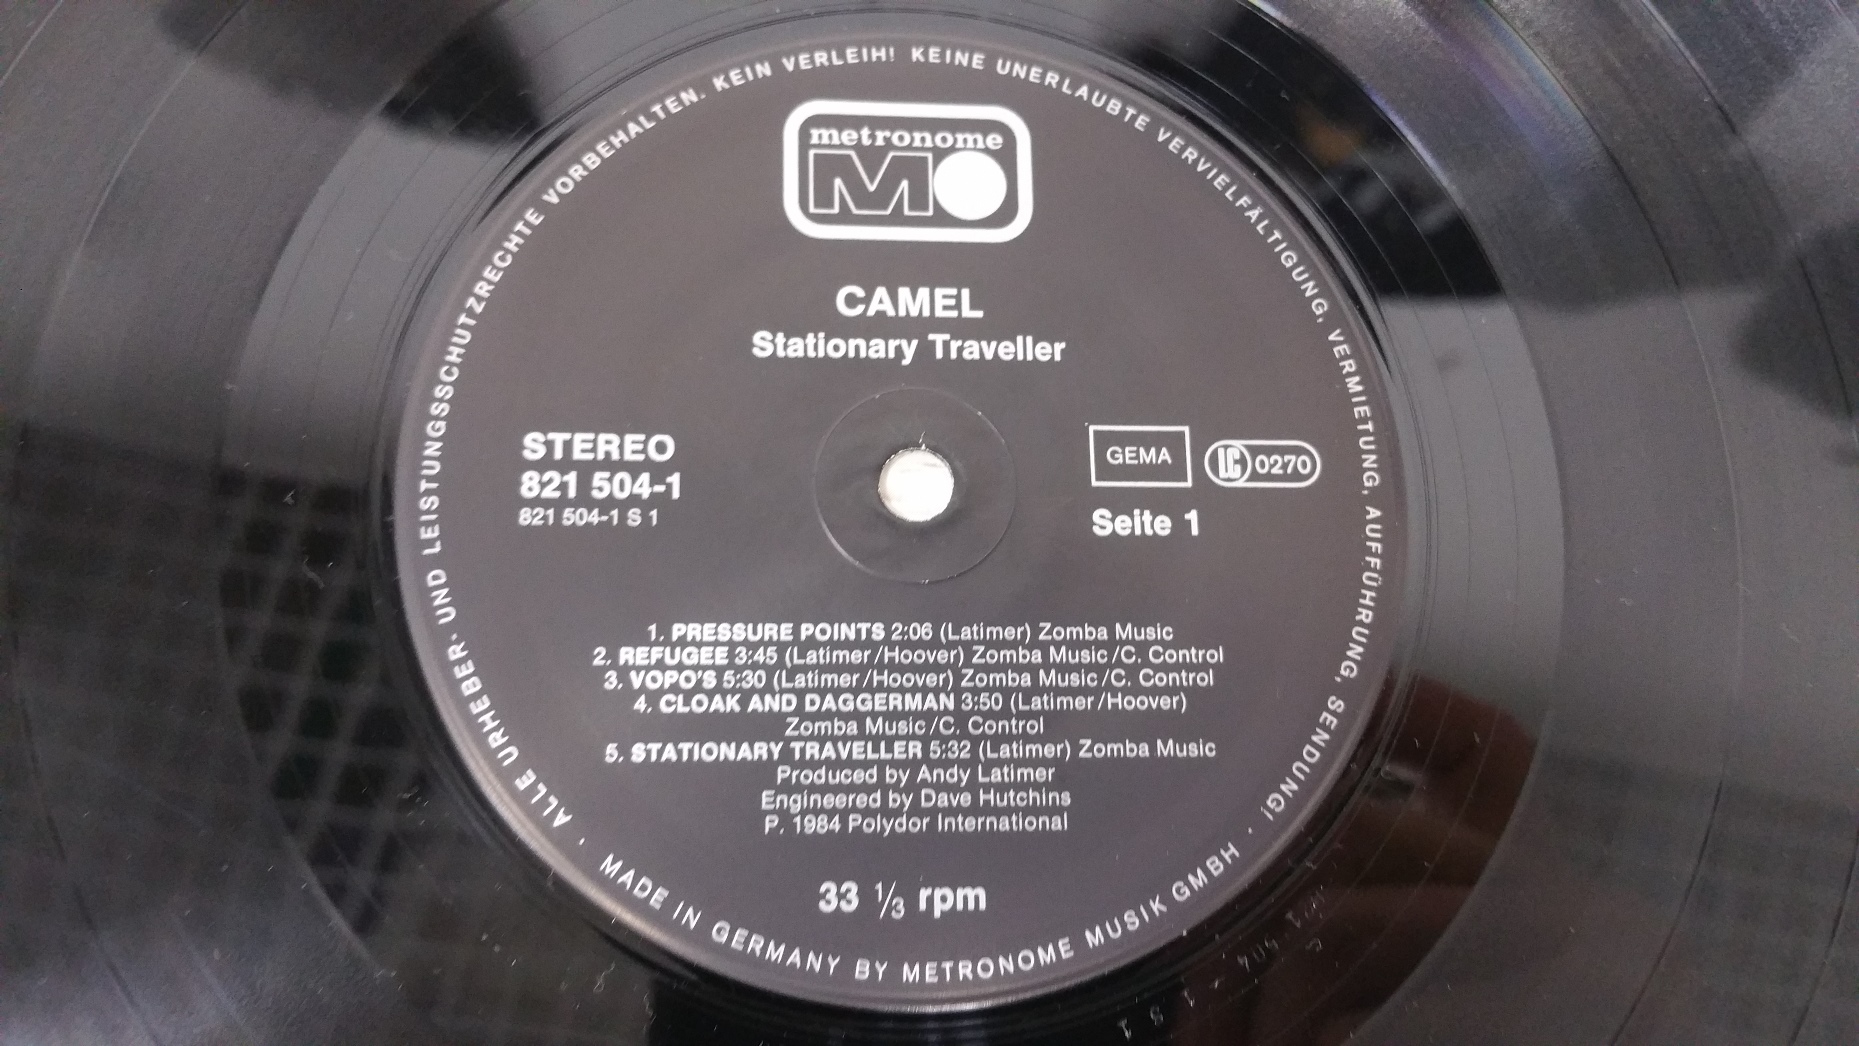 metronome
MO
CAMEL
Stationary Traveller
STEREO
821 504-1
821 504-1 S 1
GEMA
LC 0270
Seite 1
1. PRESSURE POINTS 2:06 (Latimer) Zomba Music
2. REFUGEE 3:45 (Latimer/Hoover) Zomba Music/C. Control
3. VOPO'S 5:30 (Latimer/Hoover) Zomba Music/C. Control
4. CLOAK AND DAGGERMAN 3:50 (Latimer/Hoover)
Zomba Music/C. Control
5. STATIONARY TRAVELLER 5:32 (Latimer) Zomba Music
Produced by Andy Latimer
Engineered by Dave Hutchins
P. 1984 Polydor International
33 1/3 rpm
ALLE URHEBER- UND LEISTUNGSSCHUTZRECHTE VORBEHALTEN. KEIN VERLEIH! KEINE UNERLAUBTE VERVIELFÄLTIGUNG, VERMIETUNG, AUFFÜHRUNG, SENDUNG!
· MADE IN GERMANY BY METRONOME MUSIK GMBH ·